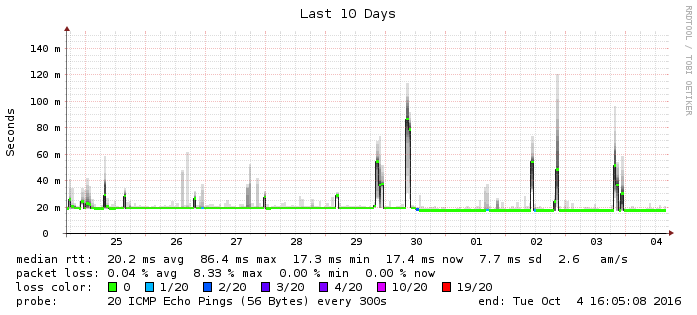 Last 10 Days
RRDTOOL / TOBI OETIKER
Seconds
140 m
120 m
100 m
80 m
60 m
40 m
20 m
0
25 26 27 28 29 30 01 02 03 04
median rtt: 20.2 ms avg 86.4 ms max 17.3 ms min 17.4 ms now 7.7 ms sd 2.6 am/s
packet loss: 0.04 % avg 8.33 % max 0.00 % min 0.00 % now
loss color: 0 1/20 2/20 3/20 4/20 10/20 19/20
probe: 20 ICMP Echo Pings (56 Bytes) every 300s end: Tue Oct 4 16:05:08 2016